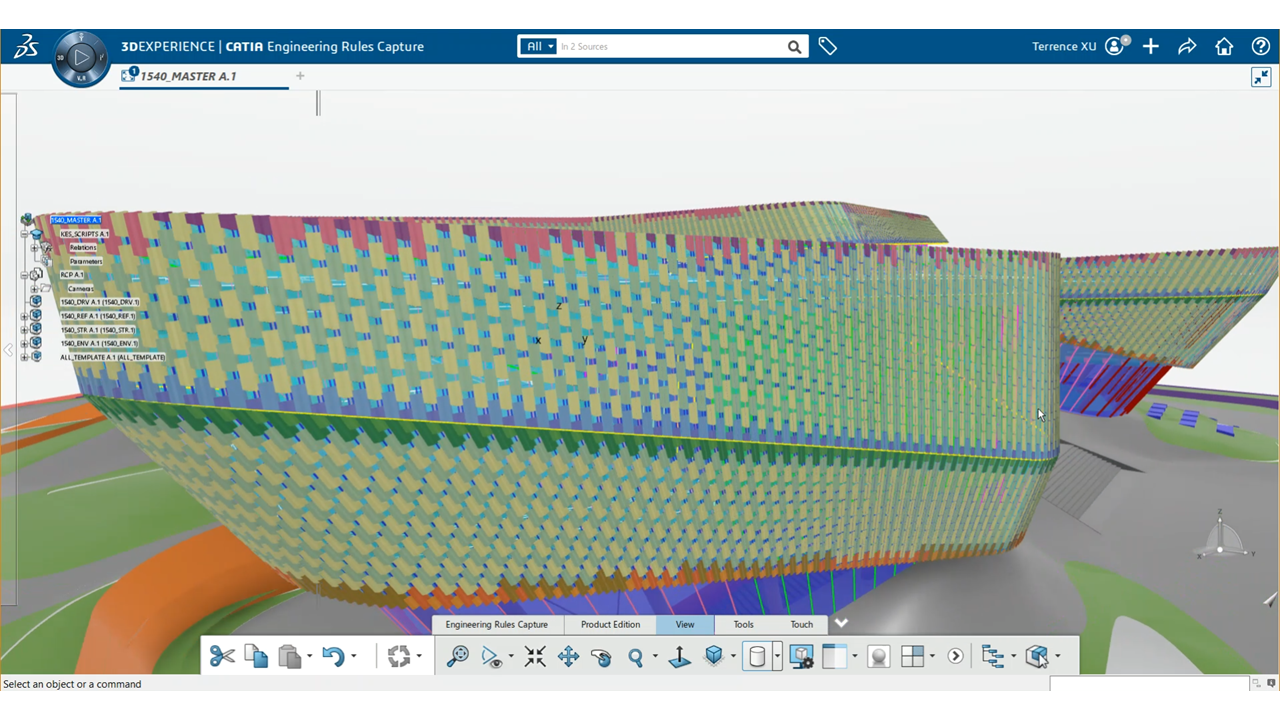 3DEXPERIENCE | CATIA Engineering Rules Capture
All
In 2 Sources
Terrence XU
3D
V.R
1540_MASTER A.1
1540_MASTER A.1
KES_SCRIPTS A.1
Relations
Parameters
RCP A.1
Cameras
1540_DRV A.1 (1540_DRV.1)
1540_REF A.1 (1540_REF.1)
1540_STR A.1 (1540_STR.1)
1540_ENV A.1 (1540_ENV.1)
ALL_TEMPLATE A.1 (ALL_TEMPLATE)
z
x y
Z
X Y
Engineering Rules Capture Product Edition View Tools Touch
Select an object or a command